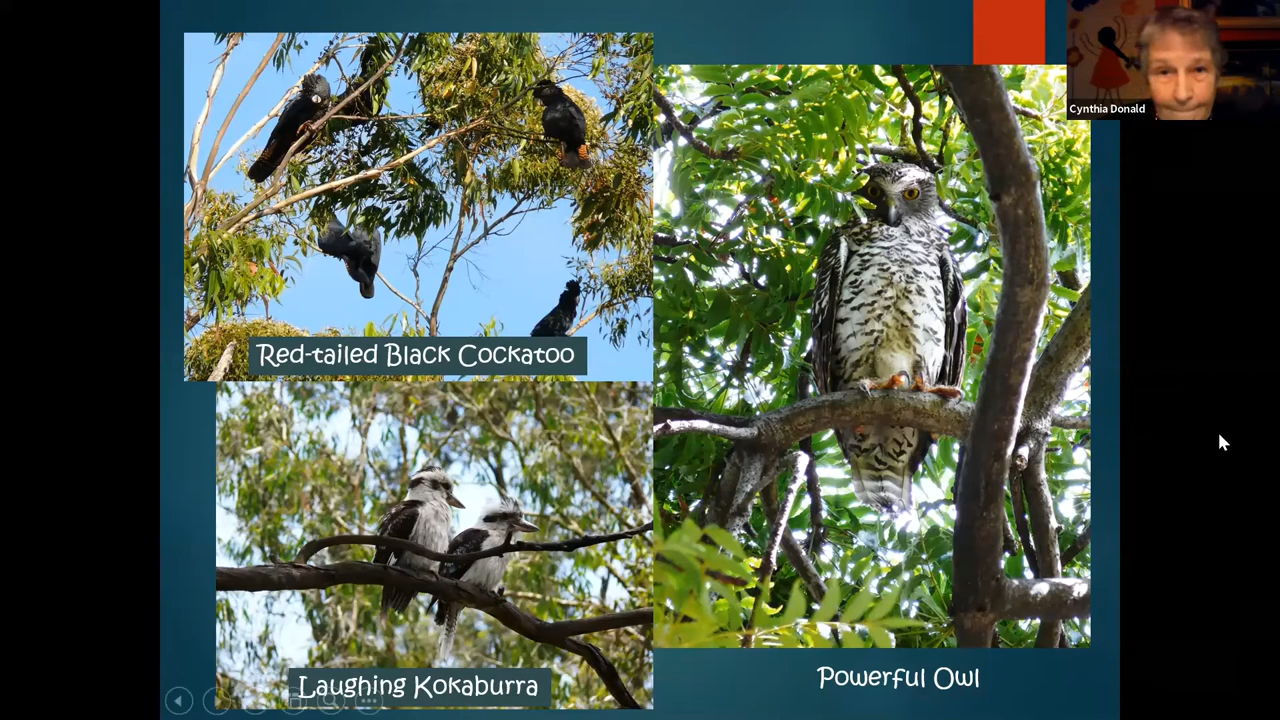 Cynthia Donald
Red-tailed Black Cockatoo
Laughing Kokaburra
Powerful Owl